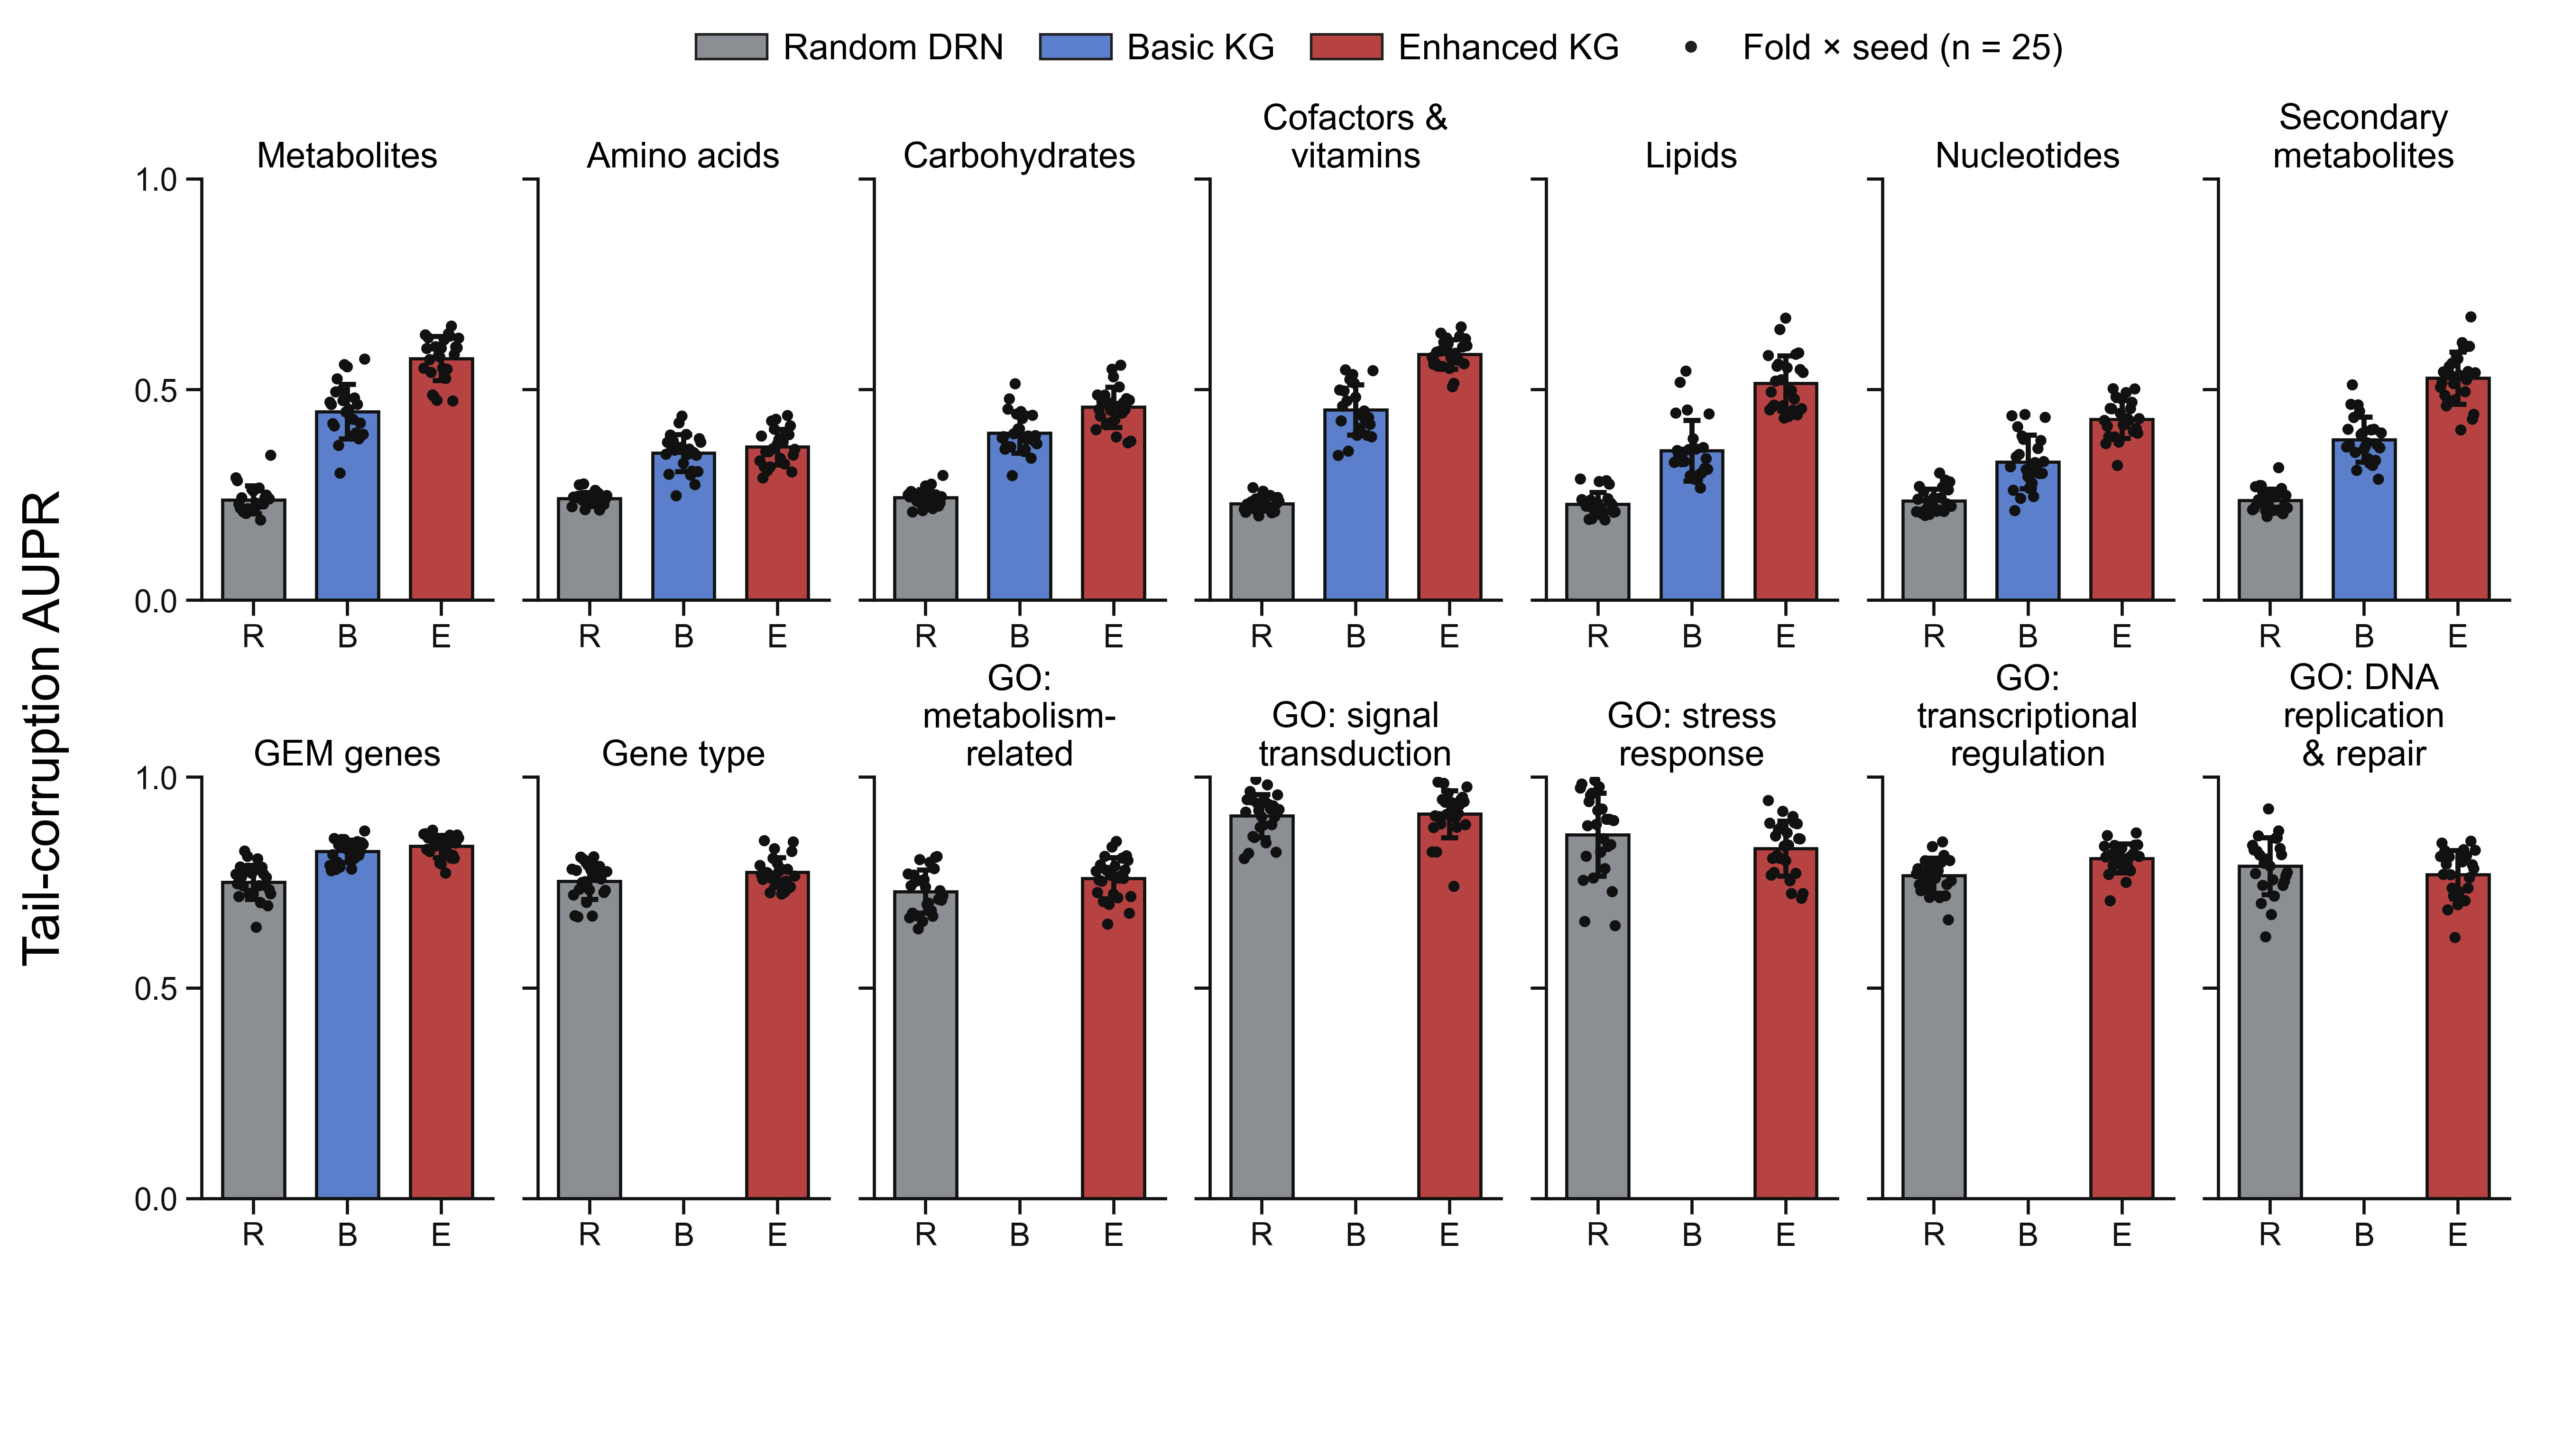 Random DRN
Basic KG
Enhanced KG
Fold × seed (n = 25)
Tail-corruption AUPR
Metabolites
Amino acids
Carbohydrates
Cofactors &
vitamins
Lipids
Nucleotides
Secondary
metabolites
1.0
0.5
0.0
R B E
R B E
R B E
R B E
R B E
R B E
R B E
GEM genes
Gene type
GO:
metabolism-
related
GO: signal
transduction
GO: stress
response
GO:
transcriptional
regulation
GO: DNA
replication
& repair
1.0
0.5
0.0
R B E
R B E
R B E
R B E
R B E
R B E
R B E